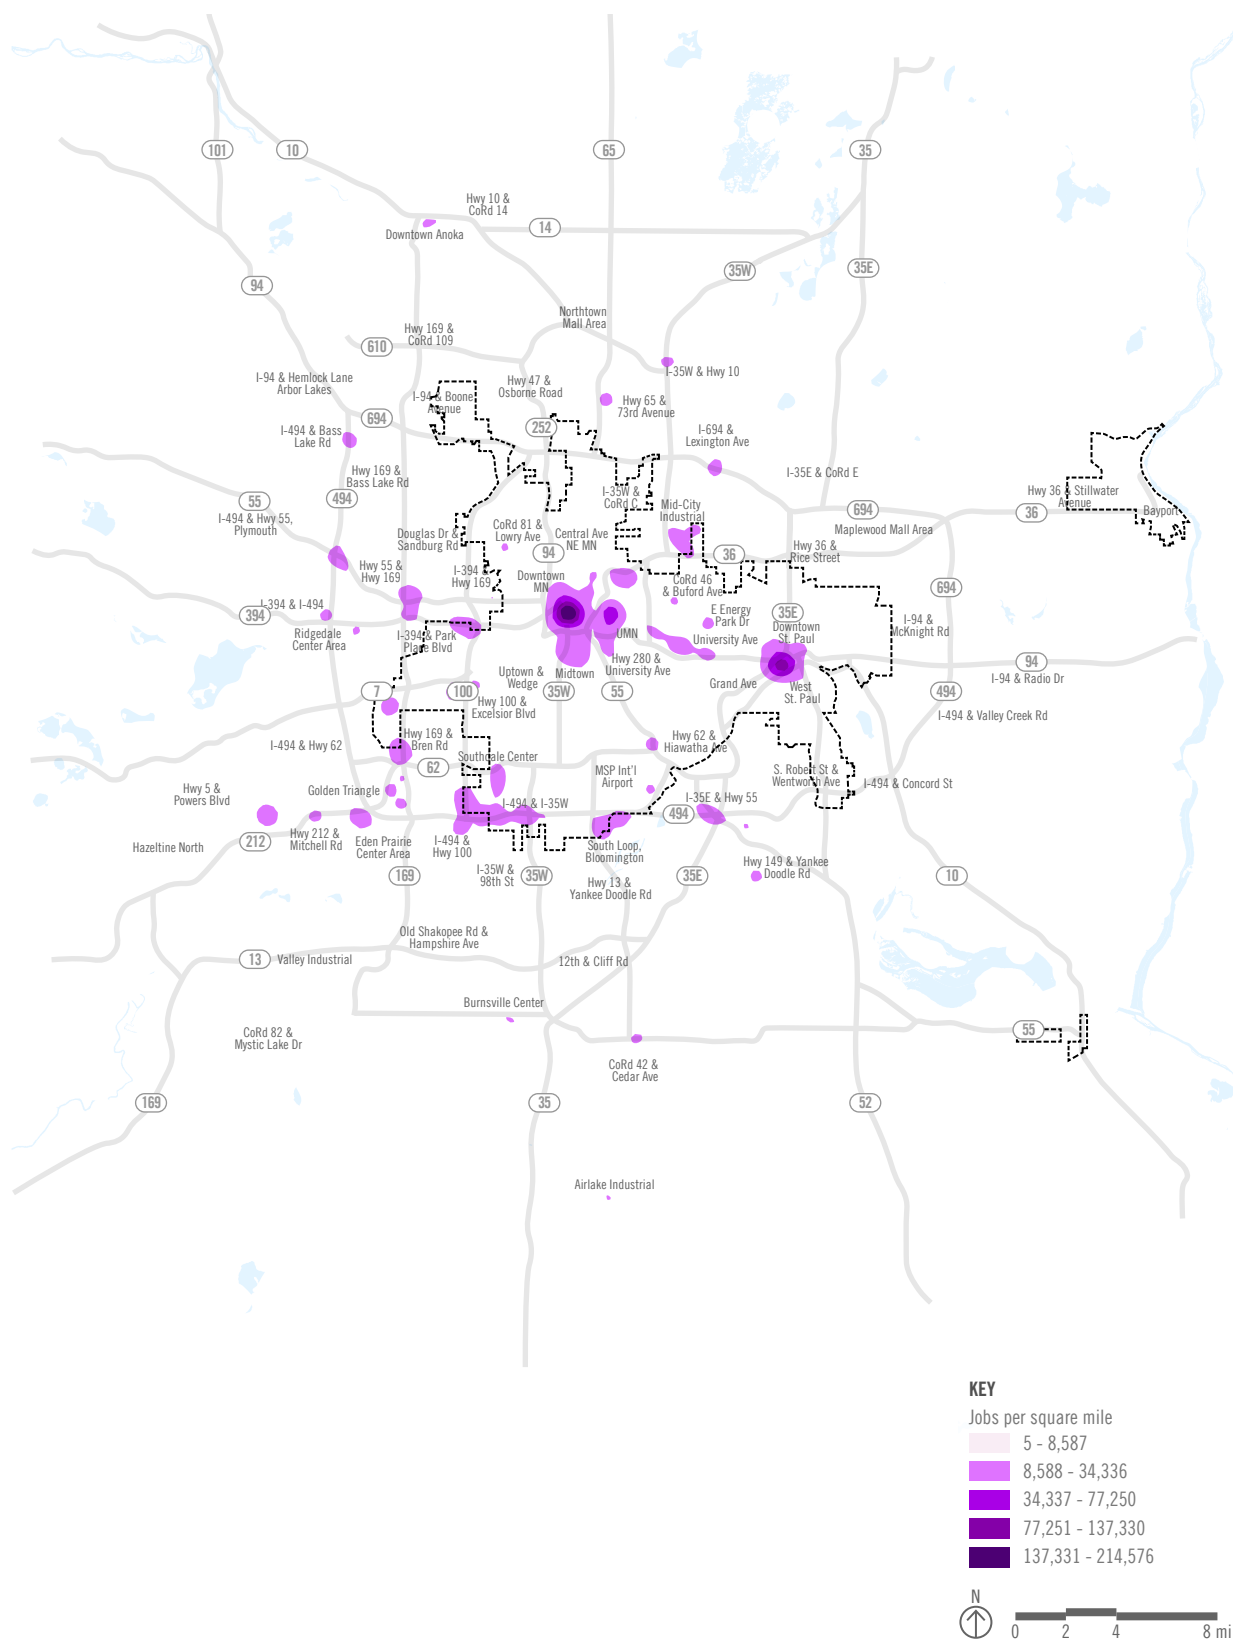 101
10
65
35
Hwy 10 &
CoRd 14
Downtown Anoka
14
35W
35E
94
Northtown
Mall Area
Hwy 169 &
CoRd 109
610
I-35W & Hwy 10
I-94 & Hemlock Lane
Arbor Lakes
I-94 & Boone
Avenue
Hwy 47 &
Osborne Road
Hwy 65 &
73rd Avenue
694
252
I-494 & Bass
Lake Rd
I-694 &
Lexington Ave
Hwy 169 &
Bass Lake Rd
I-35E & CoRd E
55
494
I-494 & Hwy 55,
Plymouth
I-35W &
CoRd C
Mid-City
Industrial
694
Maplewood Mall Area
Hwy 36 & Stillwater
Avenue
36
Bayport
Douglas Dr &
Sandburg Rd
CoRd 81 &
Lowry Ave
Central Ave
NE MN
94
36
Hwy 36 &
Rice Street
Hwy 55 &
Hwy 169
I-394 &
Hwy 169
Downtown
MN
CoRd 46
& Buford Ave
694
394
I-394 & I-494
Ridgedale
Center Area
I-394 & Park
Place Blvd
UMN
E Energy
Park Dr
35E
Downtown
St. Paul
I-94 &
McKnight Rd
University Ave
Hwy 280 &
University Ave
94
I-94 & Radio Dr
Uptown &
Wedge
Midtown
Grand Ave
West
St. Paul
7
100
35W
55
494
Hwy 100 &
Excelsior Blvd
I-494 & Valley Creek Rd
I-494 & Hwy 62
Hwy 169 &
Bren Rd
Hwy 62 &
Hiawatha Ave
Southdale Center
62
MSP Int'l
Airport
S. Robert St &
Wentworth Ave
I-494 & Concord St
Hwy 5 &
Powers Blvd
Golden Triangle
I-494 & I-35W
I-35E & Hwy 55
494
Hazeltine North
212
Hwy 212 &
Mitchell Rd
Eden Prairie
Center Area
I-494 &
Hwy 100
South Loop,
Bloomington
169
I-35W &
98th St
35W
Hwy 13 &
Yankee Doodle Rd
35E
Hwy 149 & Yankee
Doodle Rd
10
Old Shakopee Rd &
Hampshire Ave
13
Valley Industrial
12th & Cliff Rd
Burnsville Center
CoRd 82 &
Mystic Lake Dr
55
CoRd 42 &
Cedar Ave
169
35
52
Airlake Industrial
KEY
Jobs per square mile
5 - 8,587
8,588 - 34,336
34,337 - 77,250
77,251 - 137,330
137,331 - 214,576
N
0 2 4 8 mi